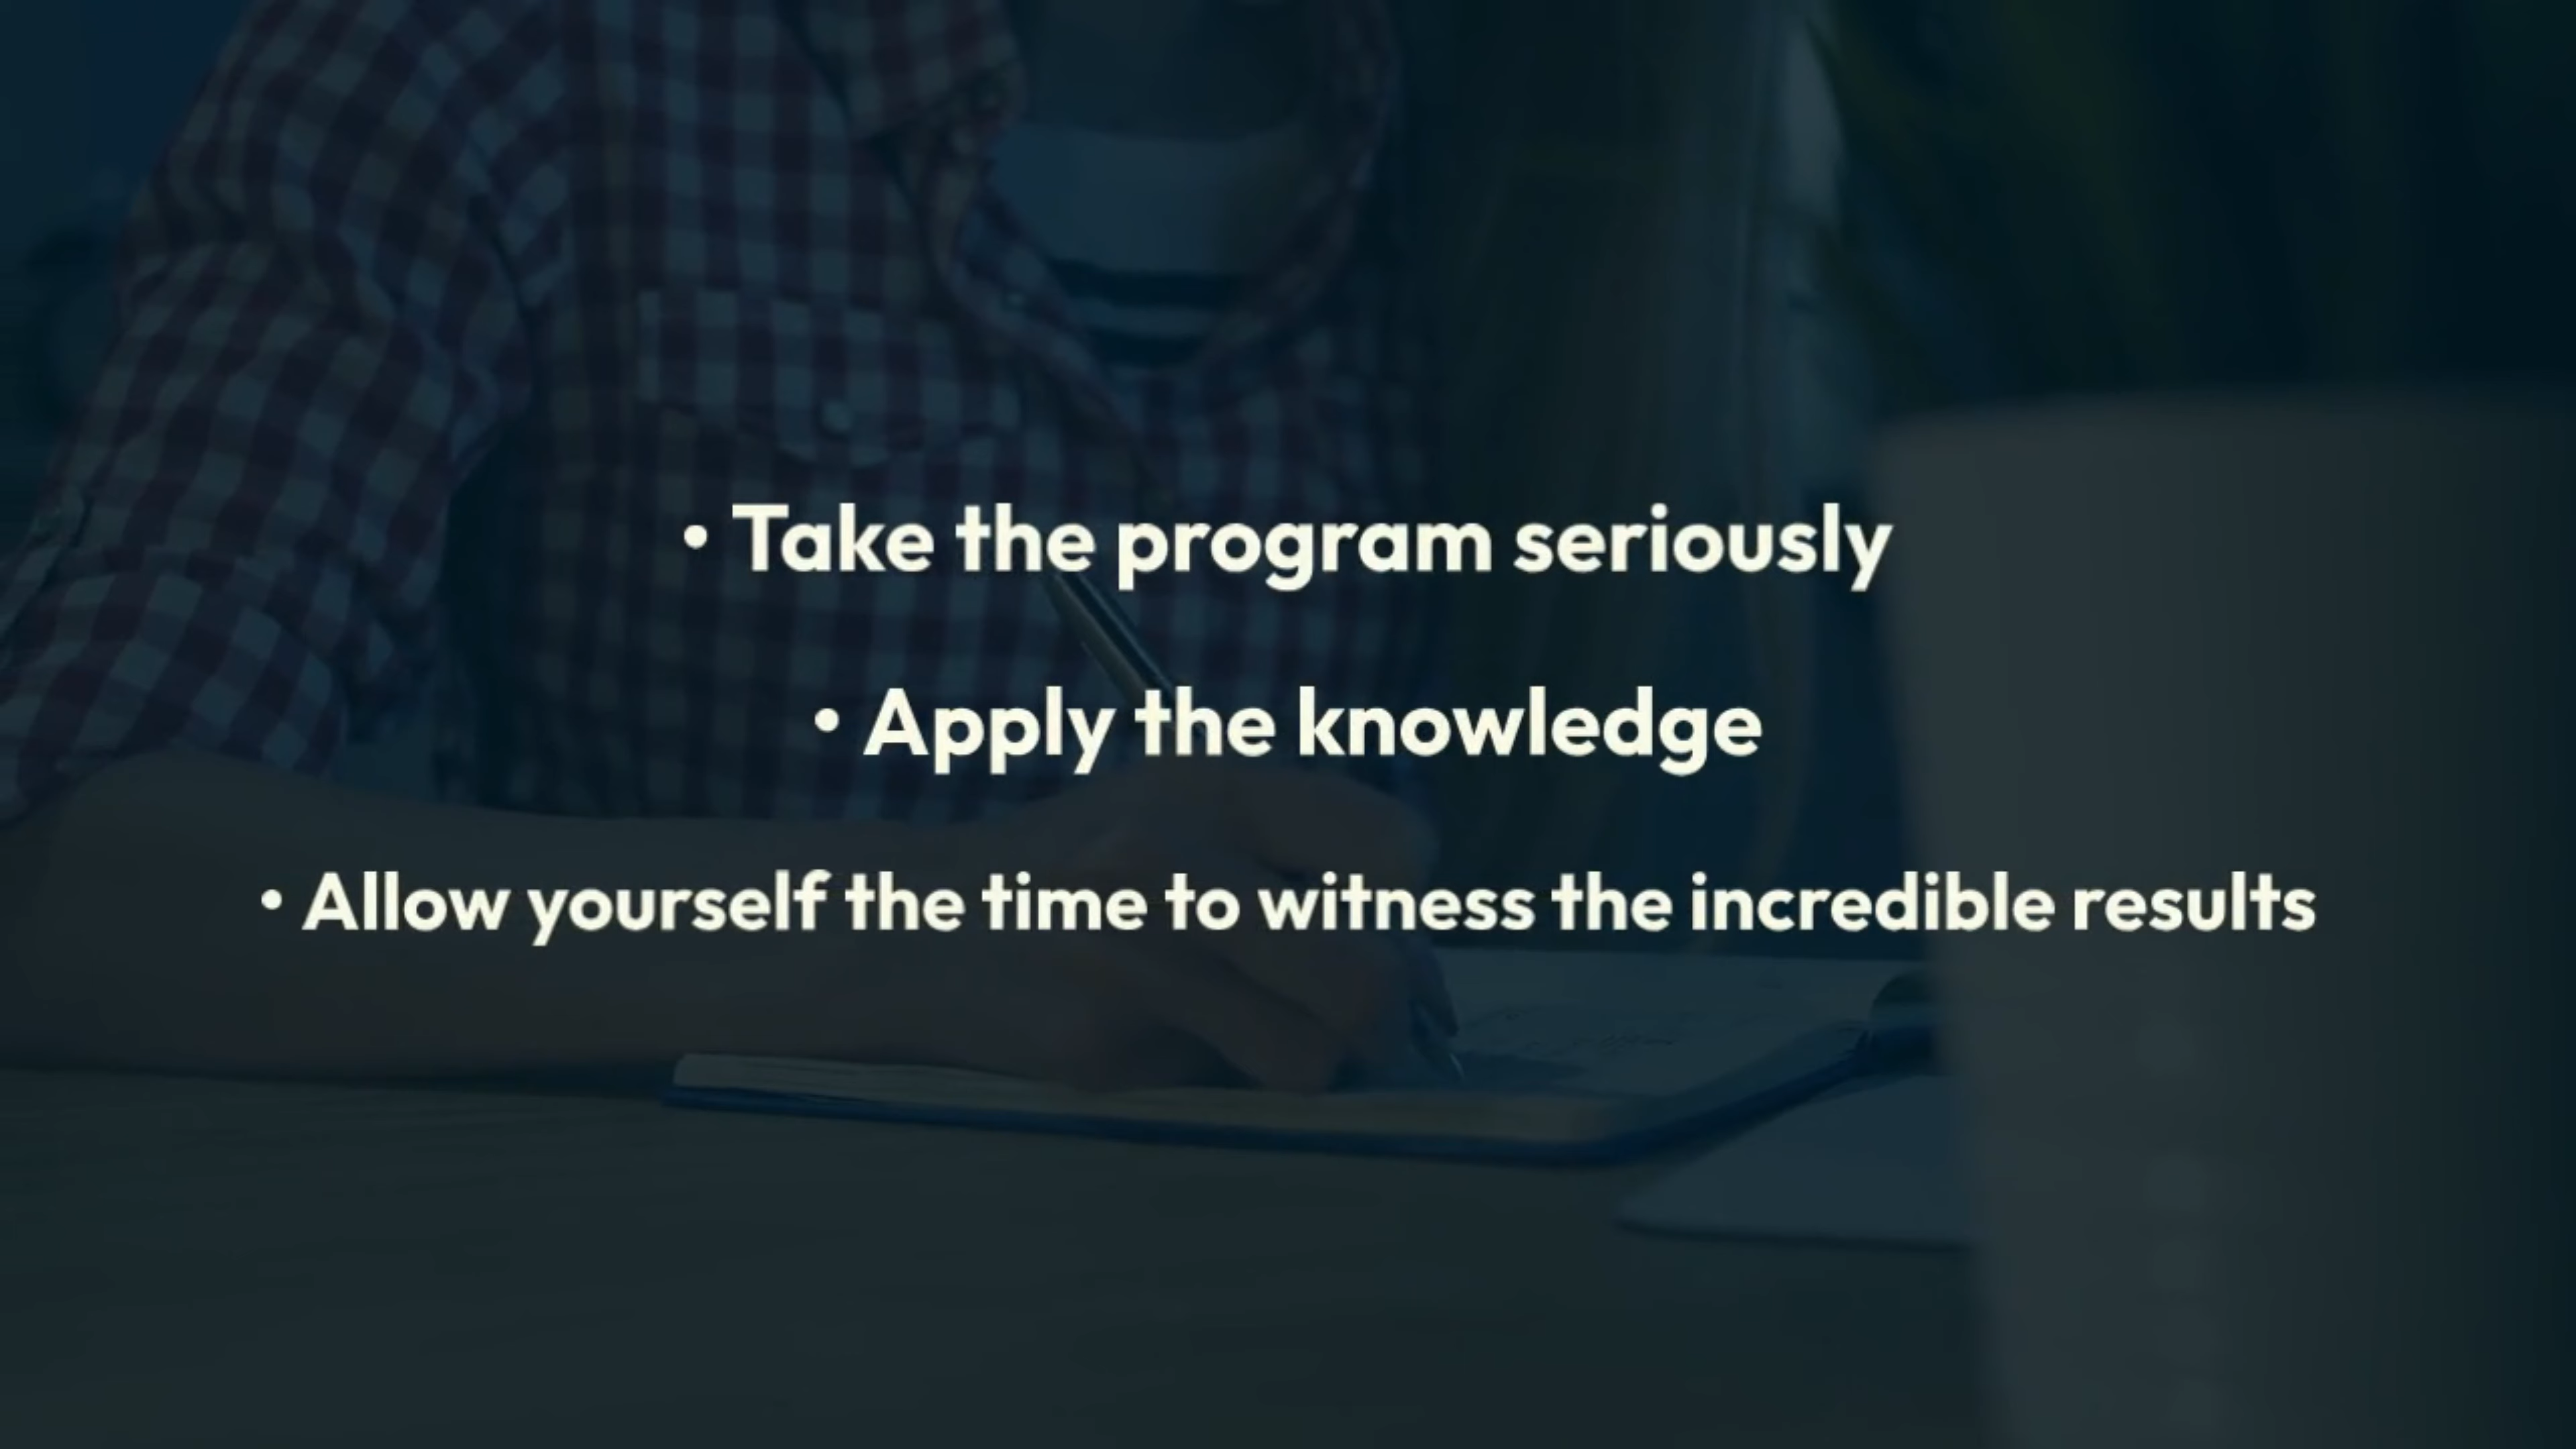 • Take the program seriously
• Apply the knowledge
• Allow yourself the time to witness the incredible results